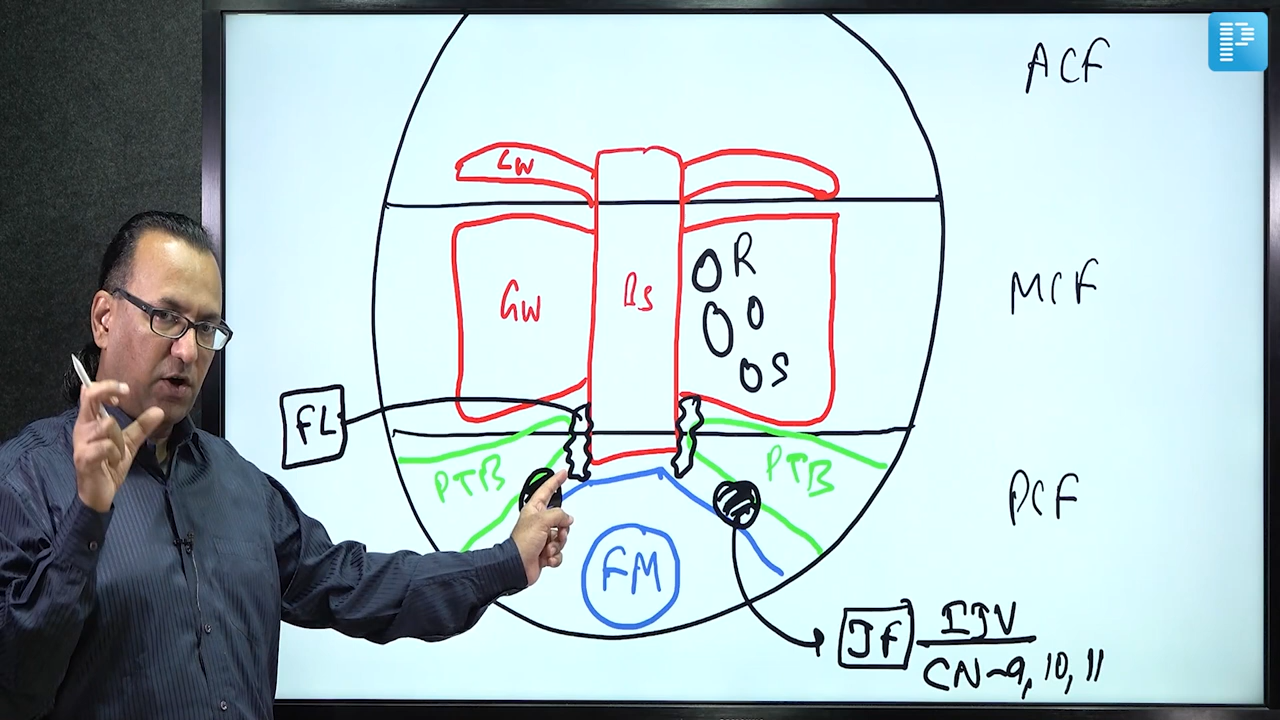 P
ACF
LW
GW
BS
R
S
MCF
FL
PTB
PTB
PCF
FM
JF
IJV
CN-9, 10, 11